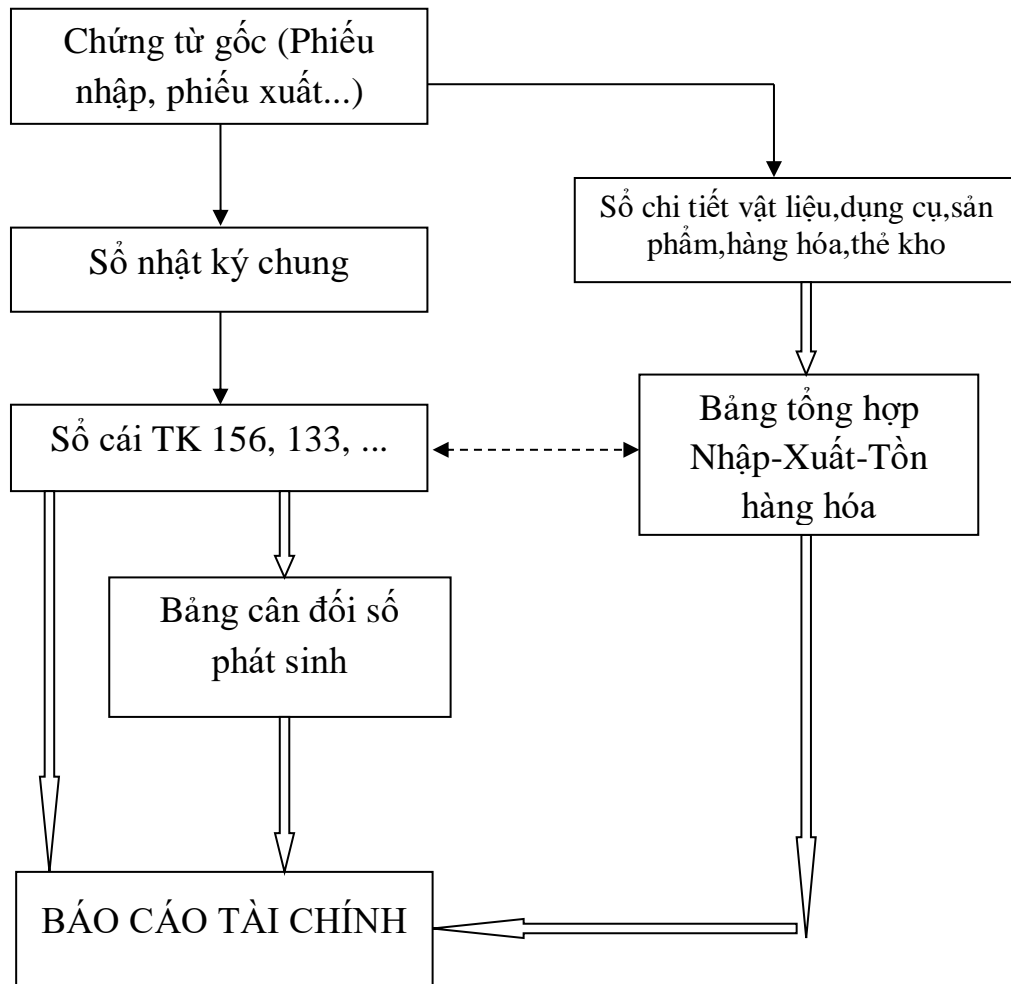 Chứng từ gốc (Phiếu
nhập, phiếu xuất...)
Sổ chi tiết vật liệu,dụng cụ,sản
phẩm,hàng hóa,thẻ kho
Sổ nhật ký chung
Sổ cái TK 156, 133, ...
Bảng tổng hợp
Nhập-Xuất-Tồn
hàng hóa
Bảng cân đối số
phát sinh
BÁO CÁO TÀI CHÍNH